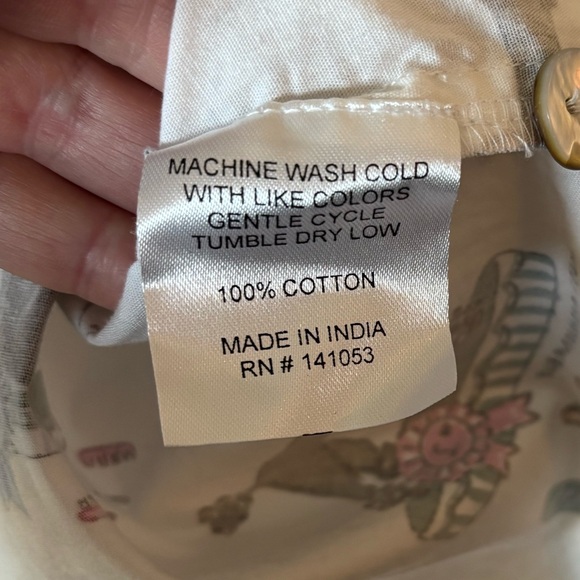 MACHINE WASH COLD
WITH LIKE COLORS
GENTLE CYCLE
TUMBLE DRY LOW
100% COTTON
MADE IN INDIA
RN # 141053